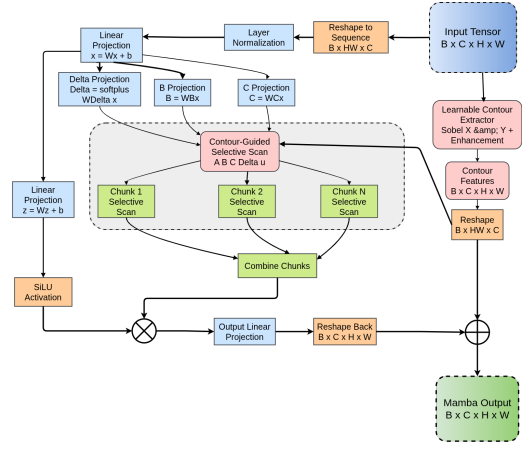 Input Tensor
B x C x H x W
Reshape to
Sequence
B x HW x C
Layer
Normalization
Linear
Projection
x = Wx + b
Delta Projection
Delta = softplus
WDelta x
B Projection
B = WBx
C Projection
C = WCx
Learnable Contour
Extractor
Sobel X &amp; Y +
Enhancement
Contour-Guided
Selective Scan
A B C Delta u
Contour
Features
B x C x H x W
Linear
Projection
z = Wz + b
Chunk 1
Selective
Scan
Chunk 2
Selective
Scan
Chunk N
Selective
Scan
Reshape
B x HW x C
Combine Chunks
SiLU
Activation
Output Linear
Projection
Reshape Back
B x C x H x W
Mamba Output
B x C x H x W